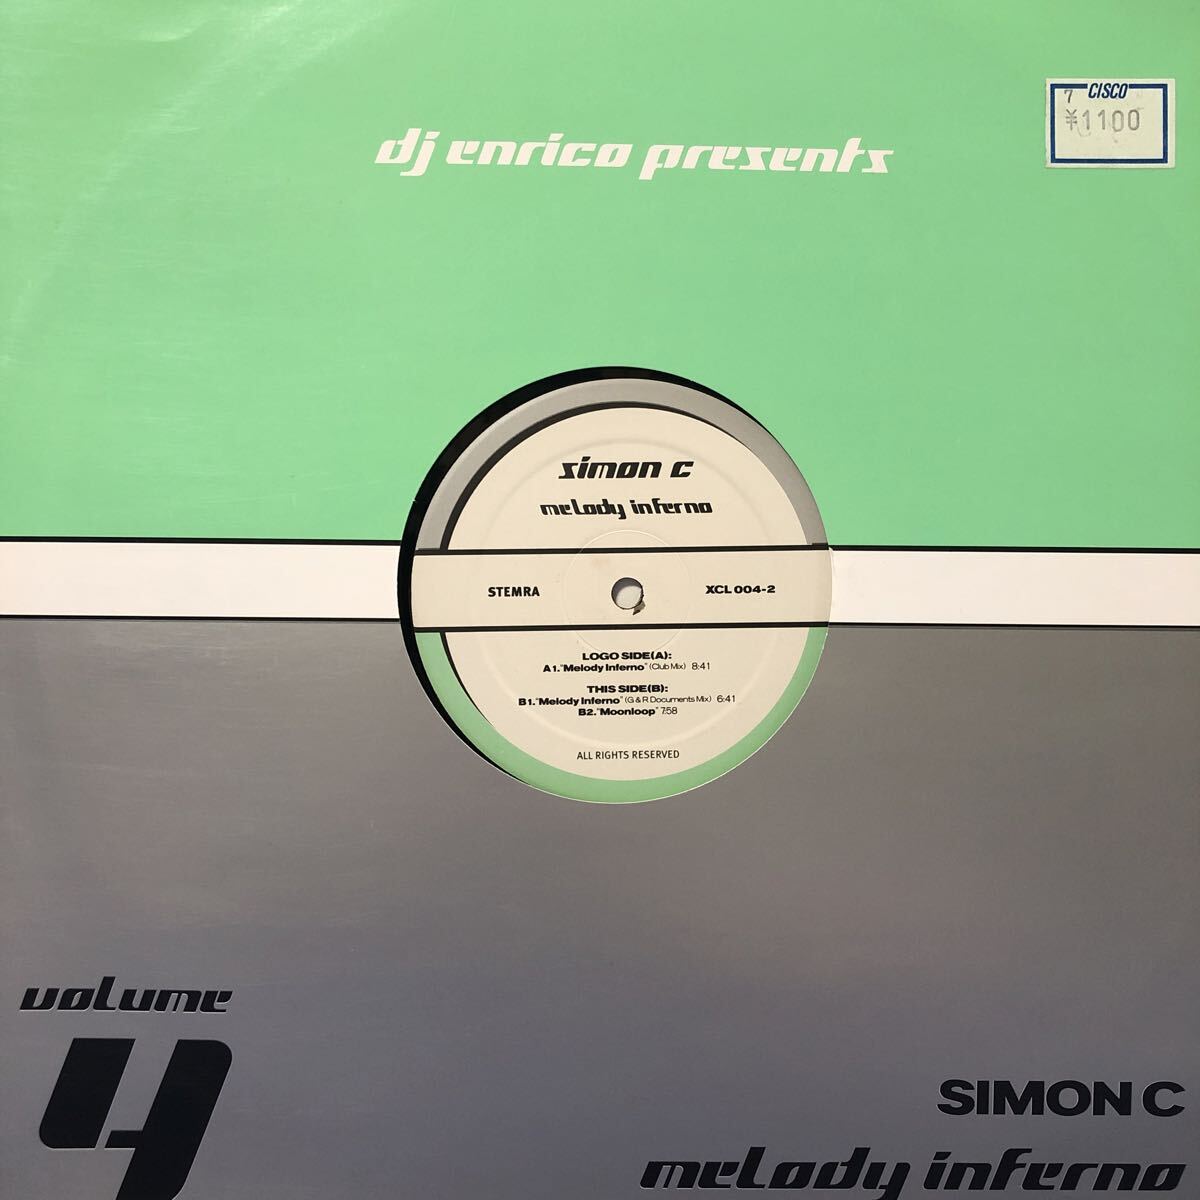 dj enrico presents
7 CISCO
¥1100
simon c
melody inferno
STEMRA
XCL 004-2
LOGO SIDE(A):
A1."Melody Inferno" (Club Mix) 8:41
THIS SIDE(B):
B1."Melody Inferno" (G & R Documents Mix) 6:41
B2."Moonloop" 7:58
ALL RIGHTS RESERVED
volume
4
SIMON C
melody inferno